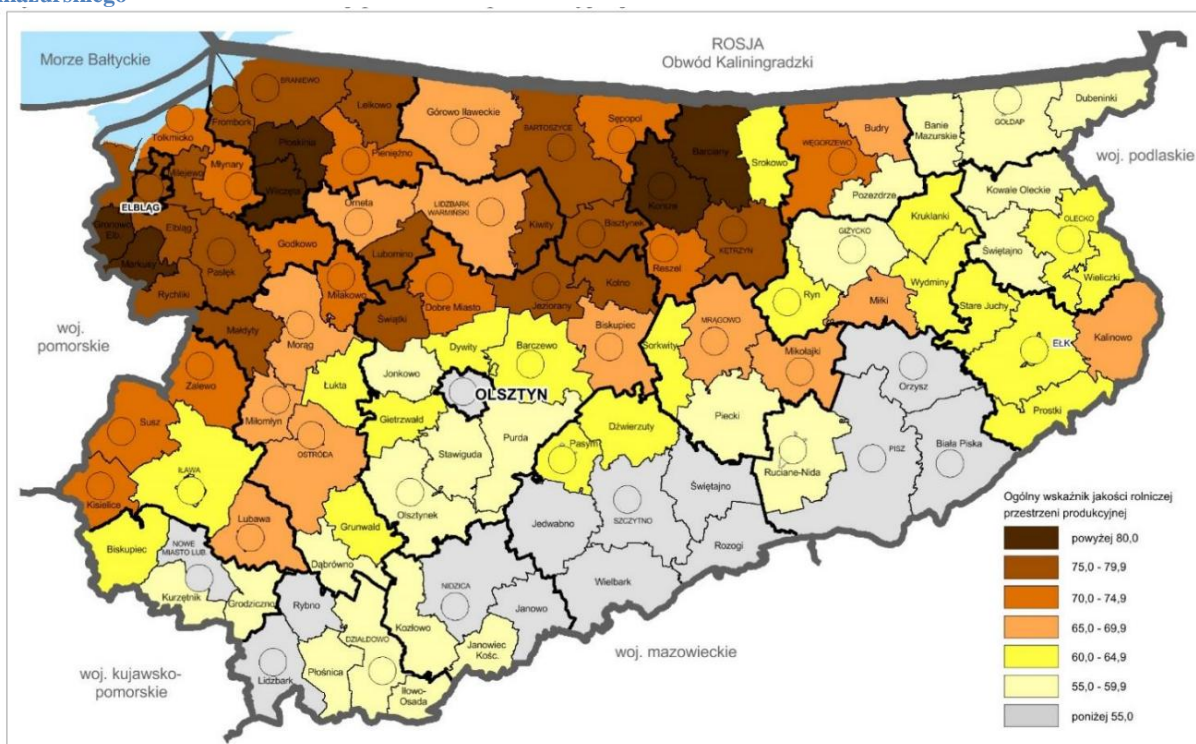 mazurskiego
Morze Bałtyckie
ROSJA
Obwód Kaliningradzki
woj. podlaskie
woj.
pomorskie
woj. kujawsko-
pomorskie
woj. mazowieckie
BRANIEWO
Lelkowo
Frombork
Tolkmicko
Płoskinia
Pieniężno
Górowo Iławeckie
BARTOSZYCE
Sępopol
Barciany
Srokowo
WĘGORZEWO
Budry
Banie
Mazurskie
GOŁDAP
Dubeninki
Młynary
Wilczęta
ELBLĄG
Orneta
LIDZBARK
WARMIŃSKI
Kiwity
Bisztynek
Korsze
KĘTRZYN
Pozezdrze
Kowale Oleckie
OLECKO
Gronowo
Elb.
Elbląg
Markusy
Pasłęk
Rychliki
Godkowo
Lubomino
Reszel
GIŻYCKO
Kruklanki
Świętajno
Wieliczki
Miłakowo
Dobre Miasto
Jeziorany
Kolno
Ryn
Miłki
Wydminy
Stare Juchy
EŁK
Kalinowo
Świątki
Małdyty
Morąg
Dywity
Barczewo
Biskupiec
Sorkwity
MRĄGOWO
Mikołajki
Orzysz
Prostki
Zalewo
Miłomłyn
Łukta
Jonkowo
OLSZTYN
Gietrzwałd
Purda
Dźwierzuty
Pasym
Piecki
Susz
IŁAWA
OSTRÓDA
Stawiguda
Ruciane-Nida
PISZ
Biała Piska
Kisielice
Lubawa
Grunwald
Olsztynek
Jedwabno
SZCZYTNO
Świętajno
Biskupiec
NOWE
MIASTO LUB.
Dąbrówno
Rozogi
Kurzętnik
Grodziczno
Rybno
NIDZICA
Wielbark
Janowo
DZIAŁDOWO
Kozłowo
Janowiec
Kośc.
Lidzbark
Płośnica
Iłowo-
Osada
Ogólny wskaźnik jakości rolniczej
przestrzeni produkcyjnej
powyżej 80,0
75,0 - 79,9
70,0 - 74,9
65,0 - 69,9
60,0 - 64,9
55,0 - 59,9
poniżej 55,0